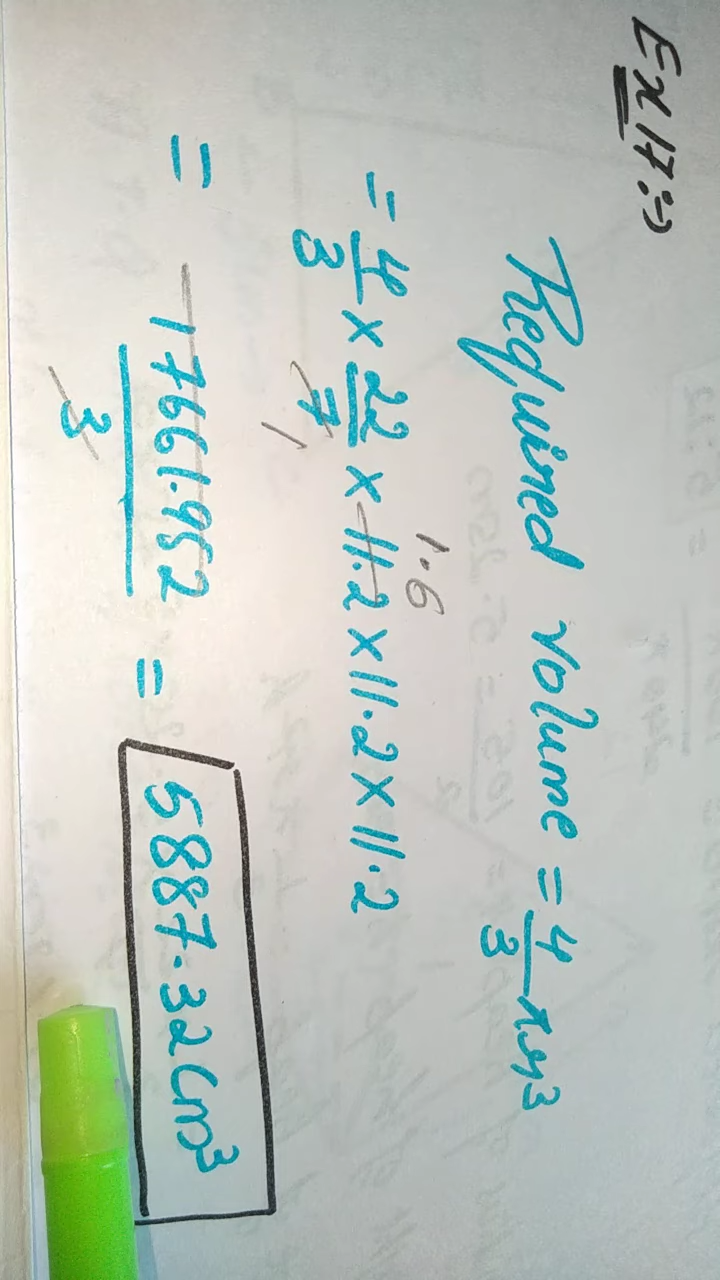 Ex 17:-)
Required volume = 4/3 πr³
= 4/3 × 22/7 × 11.2 × 11.2 × 11.2
1 1.6
= 17661.952/3 = 5887.32 cm³